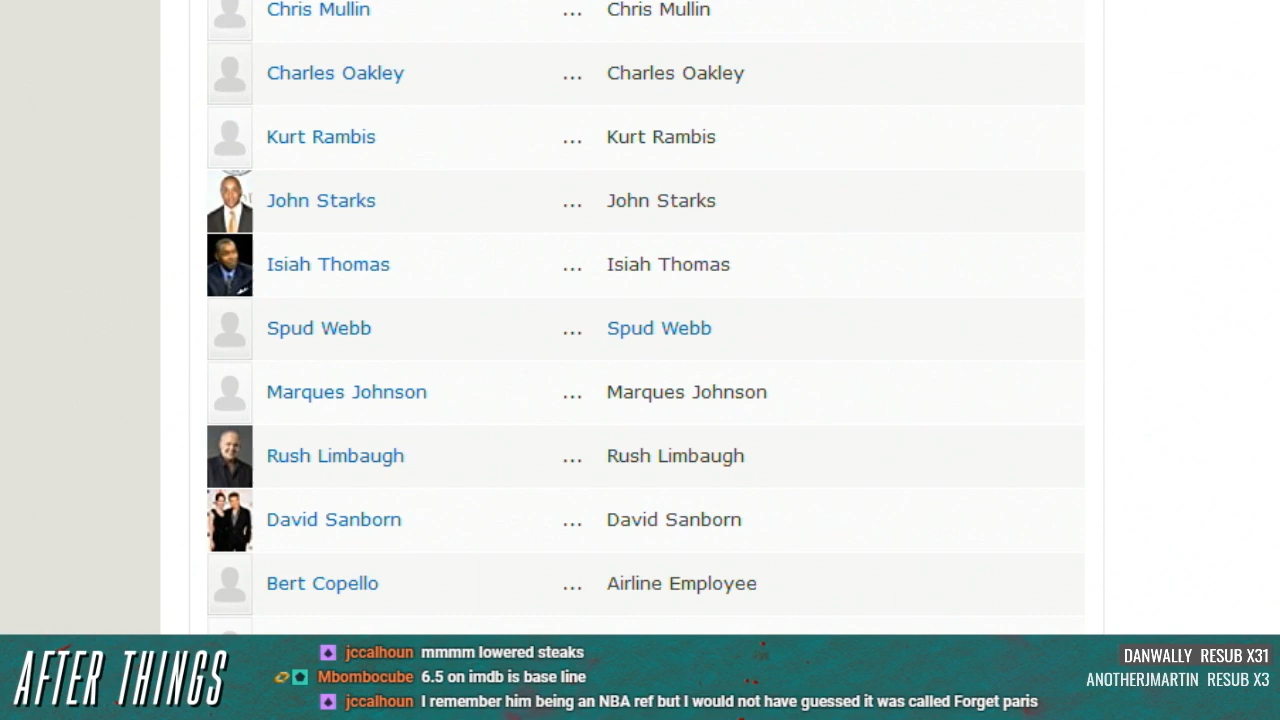 Chris Mullin ... Chris Mullin
Charles Oakley ... Charles Oakley
Kurt Rambis ... Kurt Rambis
John Starks ... John Starks
Isiah Thomas ... Isiah Thomas
Spud Webb ... Spud Webb
Marques Johnson ... Marques Johnson
Rush Limbaugh ... Rush Limbaugh
David Sanborn ... David Sanborn
Bert Copello ... Airline Employee
AFTER THINGS
jccalhoun mmmm lowered steaks
Mbombocube 6.5 on imdb is base line
jccalhoun I remember him being an NBA ref but I would not have guessed it was called Forget paris
DANWALLY RESUB X31
ANOTHERJMARTIN RESUB X3